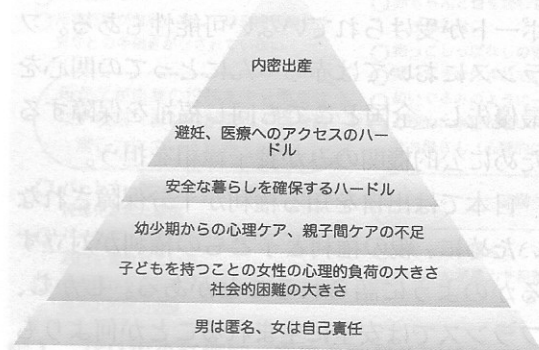 内密出産
避妊、医療へのアクセスのハー
ドル
安全な暮らしを確保するハードル
幼少期からの心理ケア、親子間ケアの不足
子どもを持つことの女性の心理的負荷の大きさ
社会的困難の大きさ
男は匿名、女は自己責任